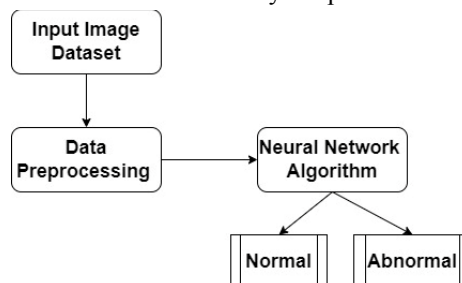 Input Image
Dataset
Data
Preprocessing
Neural Network
Algorithm
Normal
Abnormal